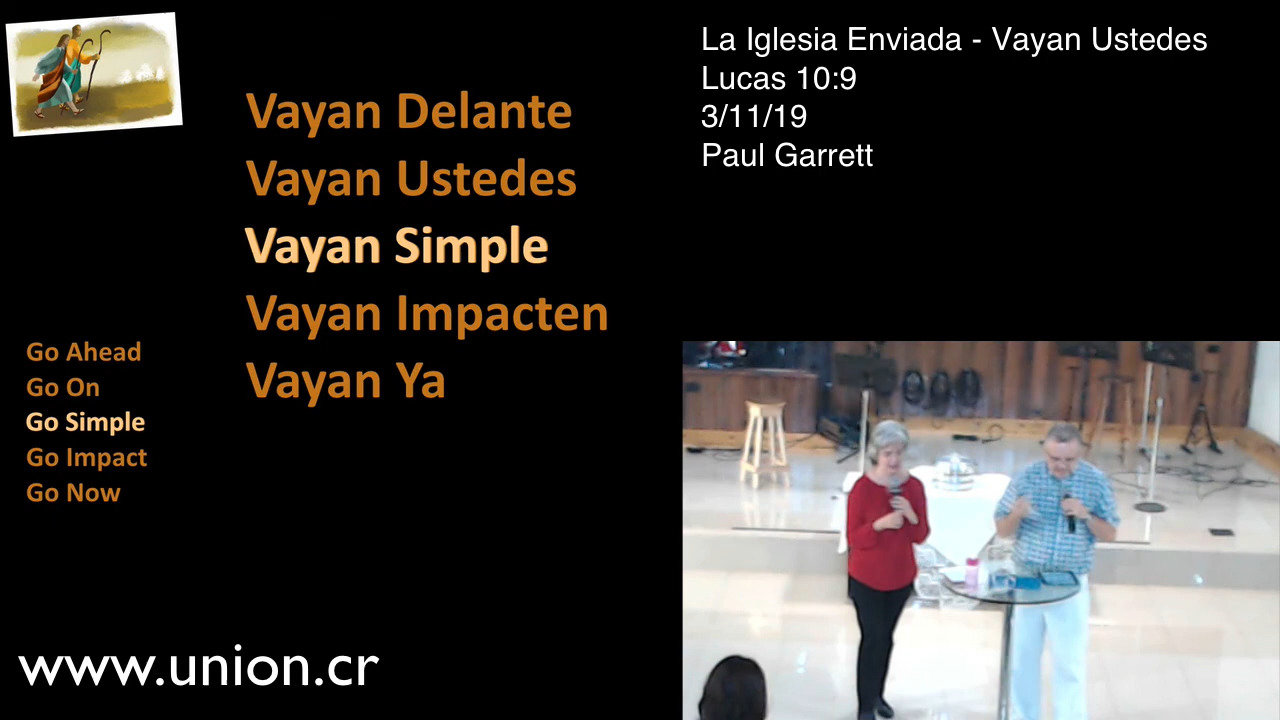 La Iglesia Enviada - Vayan Ustedes
Lucas 10:9
3/11/19
Paul Garrett
Vayan Delante
Vayan Ustedes
Vayan Simple
Vayan Impacten
Vayan Ya
Go Ahead
Go On
Go Simple
Go Impact
Go Now
www.union.cr